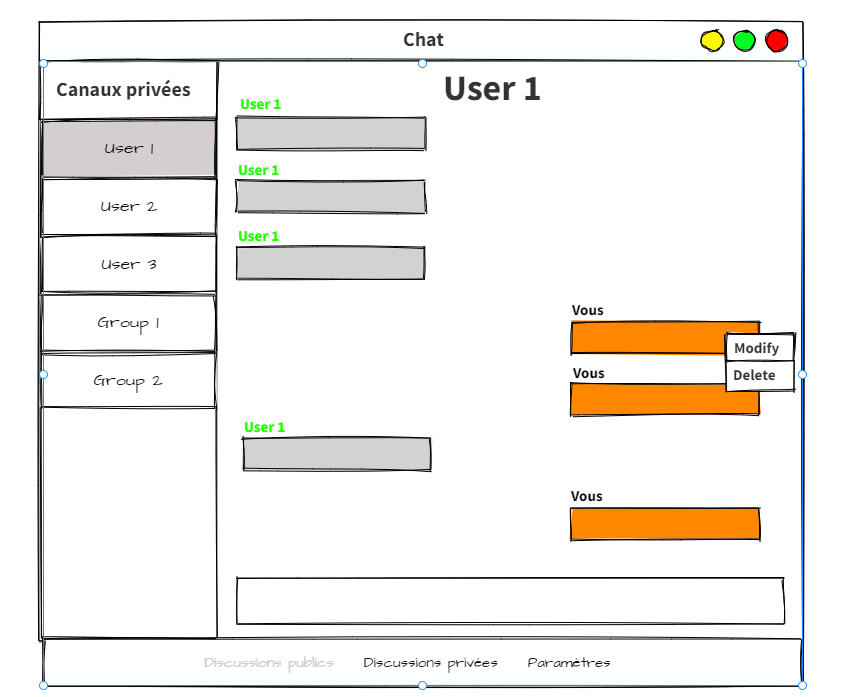 Chat
Canaux privées
User 1
User 2
User 3
Group 1
Group 2
User 1
User 1
User 1
User 1
Vous
Modify
Delete
Vous
User 1
Vous
Discussions publics
Discussions privées
Paramètres